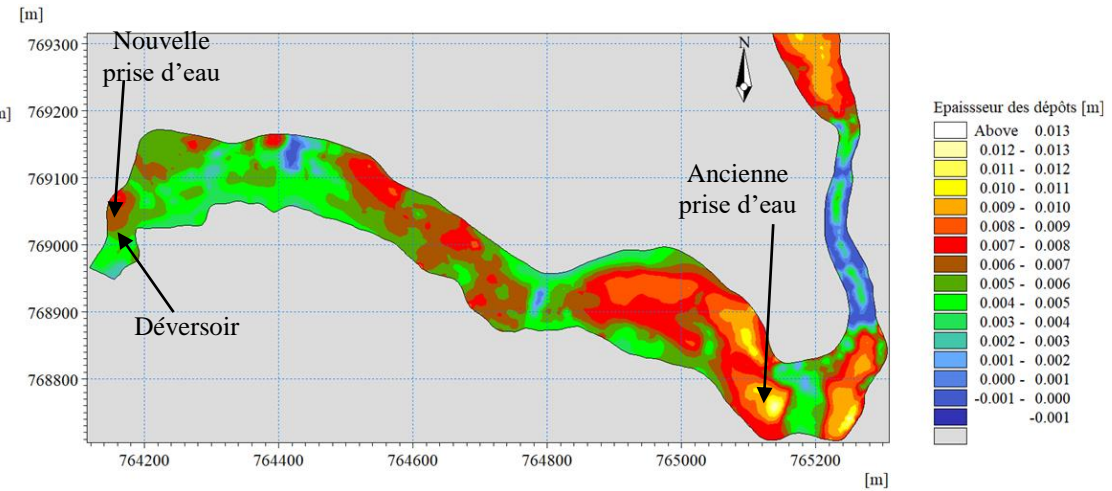 [m]
769300
Nouvelle
prise d'eau
N
769200
m]
769100
769000
768900
768800
Ancienne
prise d'eau
Déversoir
764200 764400 764600 764800 765000 765200
[m]
Epaissseur des dépôts [m]
Above 0.013
0.012 - 0.013
0.011 - 0.012
0.010 - 0.011
0.009 - 0.010
0.008 - 0.009
0.007 - 0.008
0.006 - 0.007
0.005 - 0.006
0.004 - 0.005
0.003 - 0.004
0.002 - 0.003
0.001 - 0.002
0.000 - 0.001
-0.001 - 0.000
-0.001